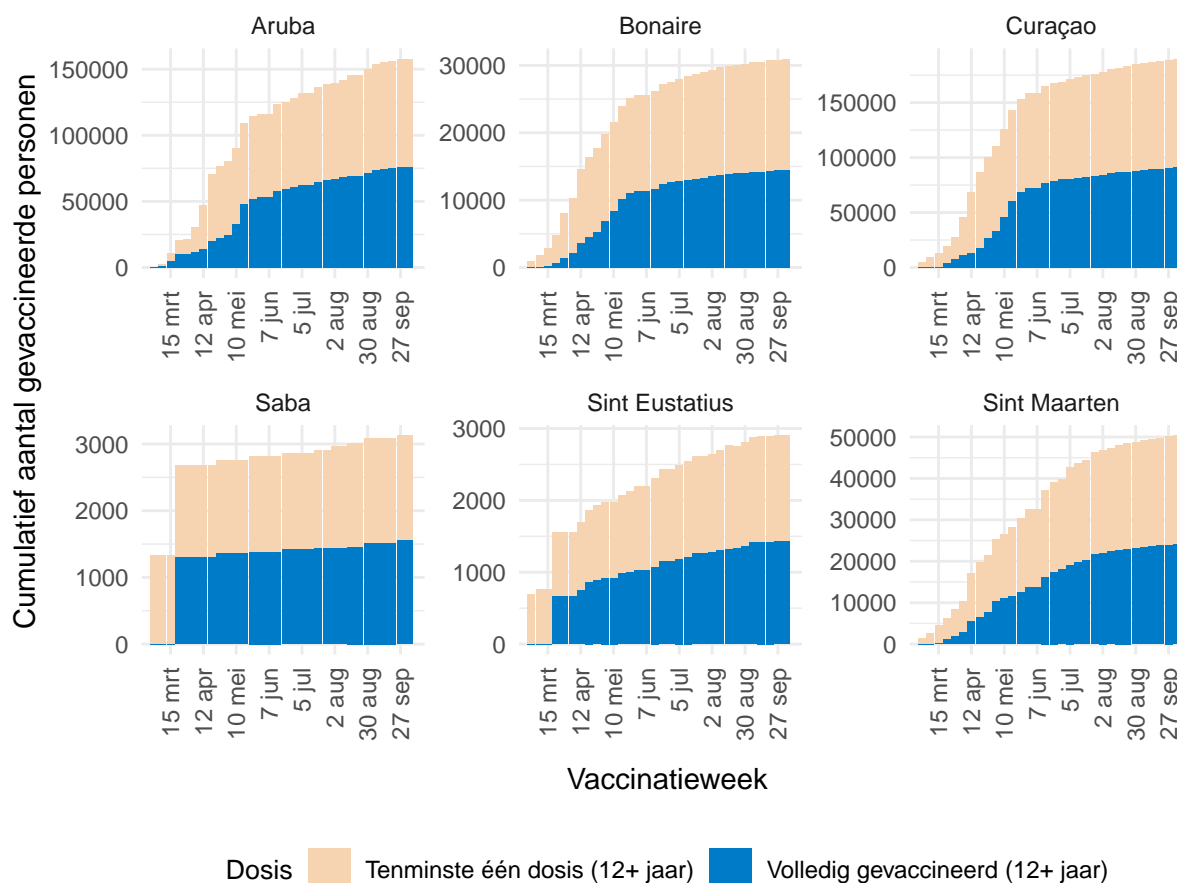 Aruba
Bonaire
Curaçao
150000
100000
50000
0
30000
20000
10000
0
150000
100000
50000
0
15 mrt
12 apr
10 mei
7 jun
5 jul
2 aug
30 aug
27 sep
15 mrt
12 apr
10 mei
7 jun
5 jul
2 aug
30 aug
27 sep
15 mrt
12 apr
10 mei
7 jun
5 jul
2 aug
30 aug
27 sep
Cumulatief aantal gevaccineerde personen
Saba
Sint Eustatius
Sint Maarten
3000
2000
1000
0
3000
2000
1000
0
50000
40000
30000
20000
10000
0
15 mrt
12 apr
10 mei
7 jun
5 jul
2 aug
30 aug
27 sep
15 mrt
12 apr
10 mei
7 jun
5 jul
2 aug
30 aug
27 sep
15 mrt
12 apr
10 mei
7 jun
5 jul
2 aug
30 aug
27 sep
Vaccinatieweek
Dosis Tenminste één dosis (12+ jaar) Volledig gevaccineerd (12+ jaar)